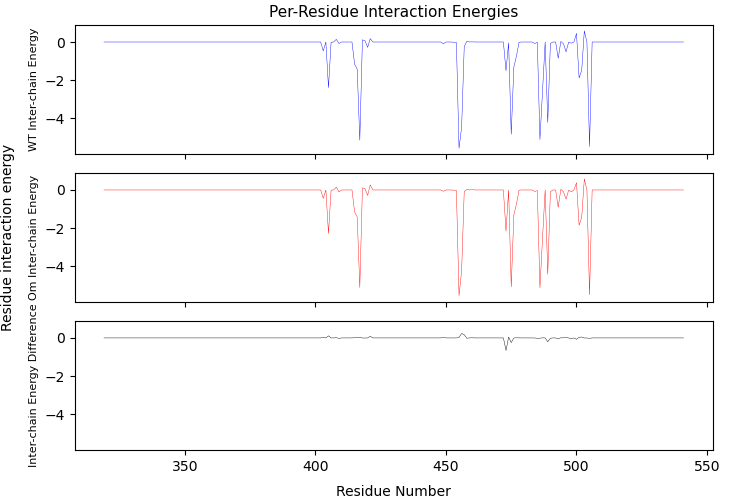 Per-Residue Interaction Energies
Residue interaction energy
WT Inter-chain Energy
0
−2
−4
Om Inter-chain Energy
0
−2
−4
Inter-chain Energy Difference
0
−2
−4
350
400
450
500
550
Residue Number